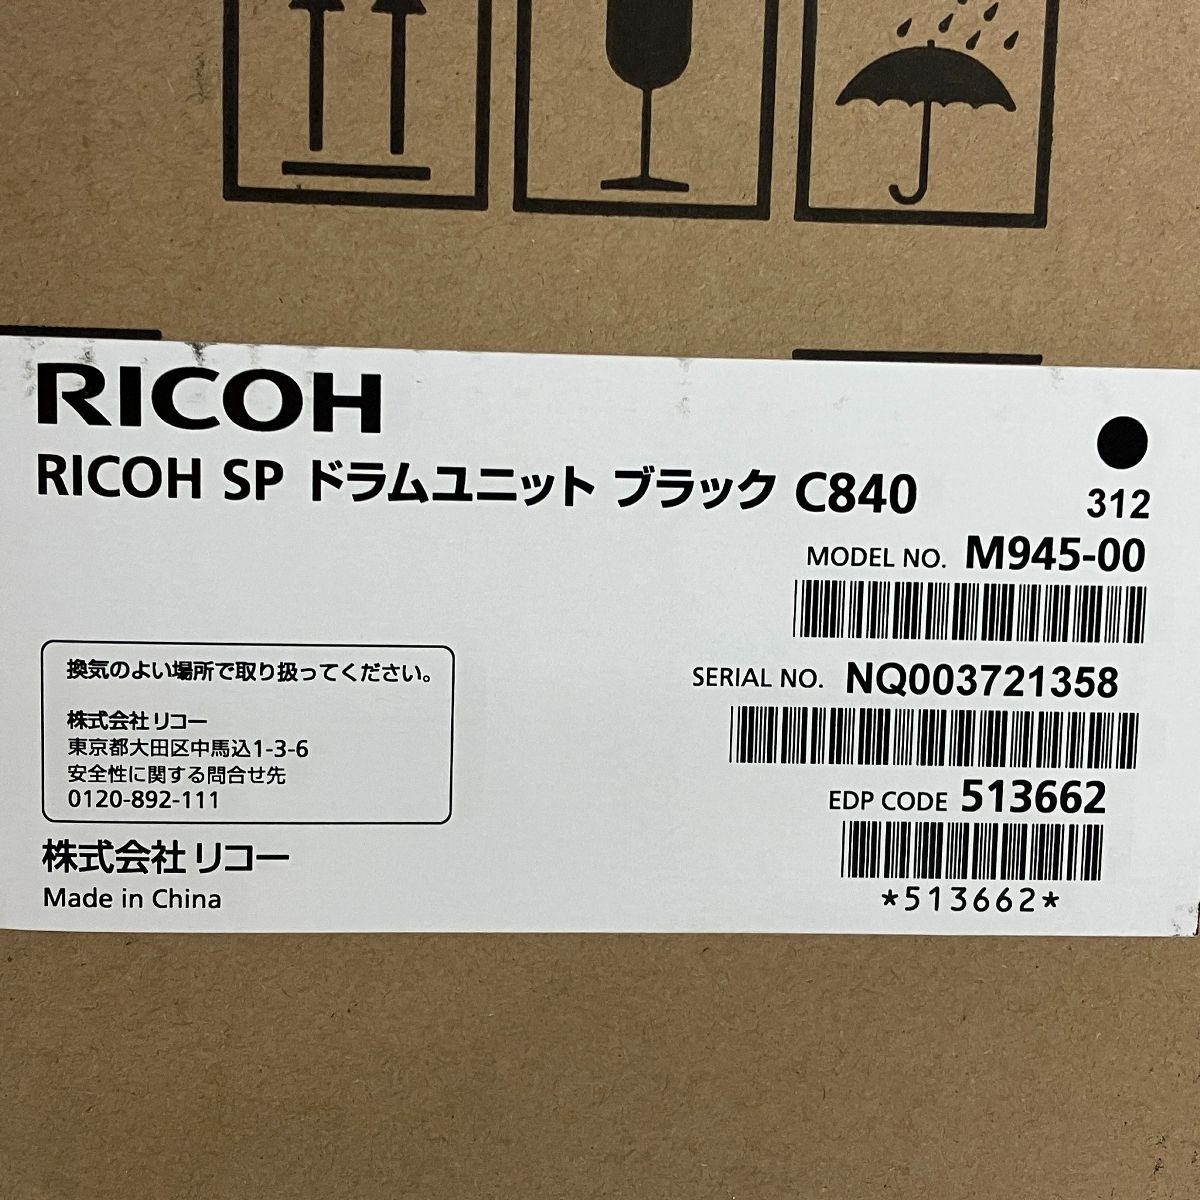 RICOH
RICOH SP ドラムユニット ブラック C840
312
MODEL NO. M945-00
SERIAL NO. NQ003721358
EDP CODE 513662
*513662*
換気のよい場所で取り扱ってください。
株式会社リコー
東京都大田区中馬込1-3-6
安全性に関する問合せ先
0120-892-111
株式会社リコー
Made in China